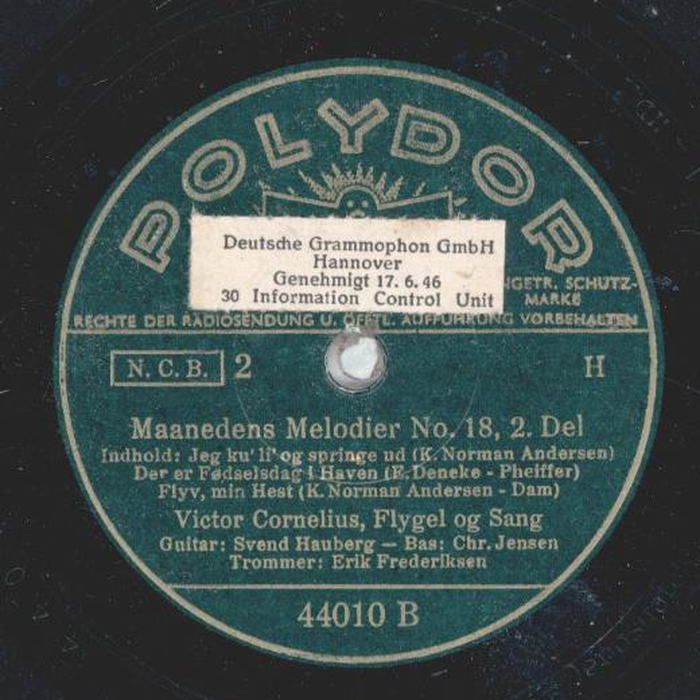 POLYDOR
Deutsche Grammophon GmbH
Hannover
Genehmigt 17. 6. 46
30 Information Control Unit
NGETR. SCHUTZ-
MARKE
RECHTE DER RADIOSENDUNG U. ÖFFTL. AUFFÜHRUNG VORBEHALTEN
N. C. B. 2 H
Maanedens Melodier No. 18, 2. Del
Indhold: Jeg ku' li' og springe ud (K. Norman Andersen)
Der er Fødselsdag i Haven (E. Deneke - Pheiffer)
Flyv, min Hest (K. Norman Andersen - Dam)
Victor Cornelius, Flygel og Sang
Guitar: Svend Hauberg — Bas: Chr. Jensen
Trommer: Erik Frederiksen
44010 B